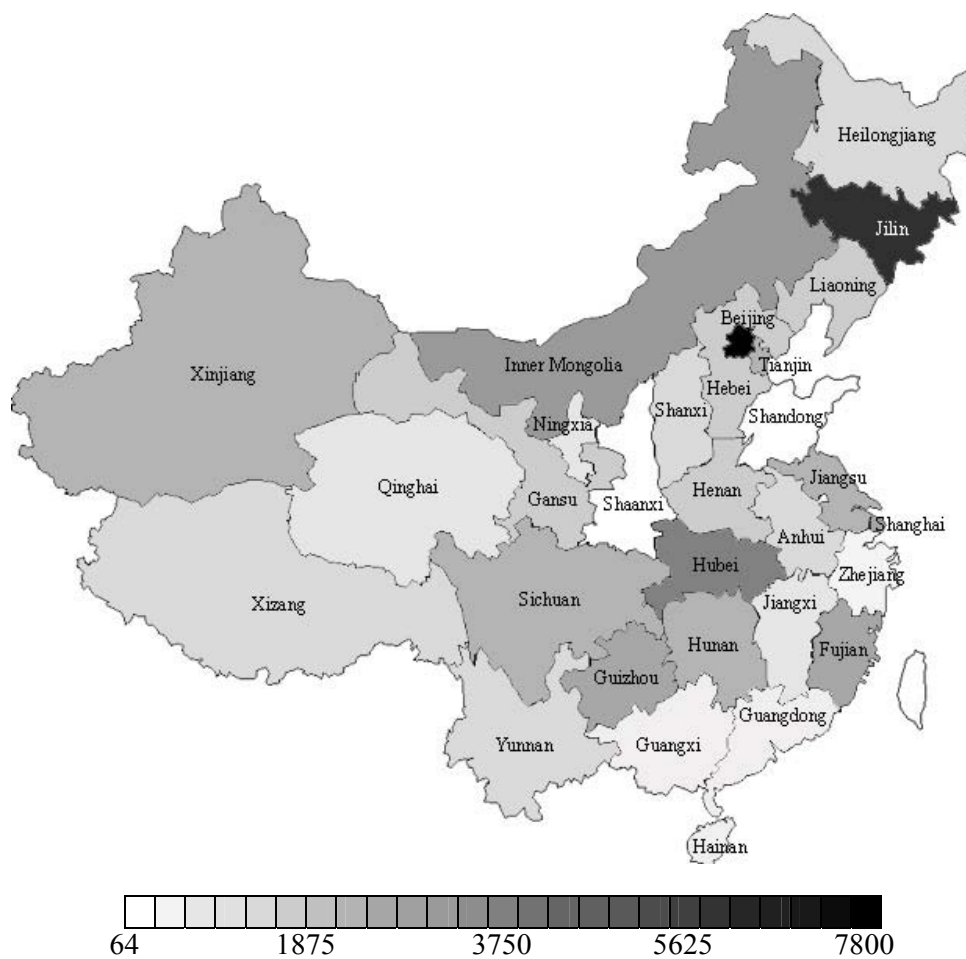 Heilongjiang
Jilin
Liaoning
Beijing
Inner Mongolia
Tianjin
Xinjiang
Hebei
Shanxi
Shandong
Ningxia
Qinghai
Jiangsu
Gansu
Henan
Shaanxi
Shanghai
Anhui
Hubei
Zhejiang
Sichuan
Jiangxi
Xizang
Hunan
Fujian
Guizhou
Guangdong
Yunnan
Guangxi
Hainan
64 1875 3750 5625 7800